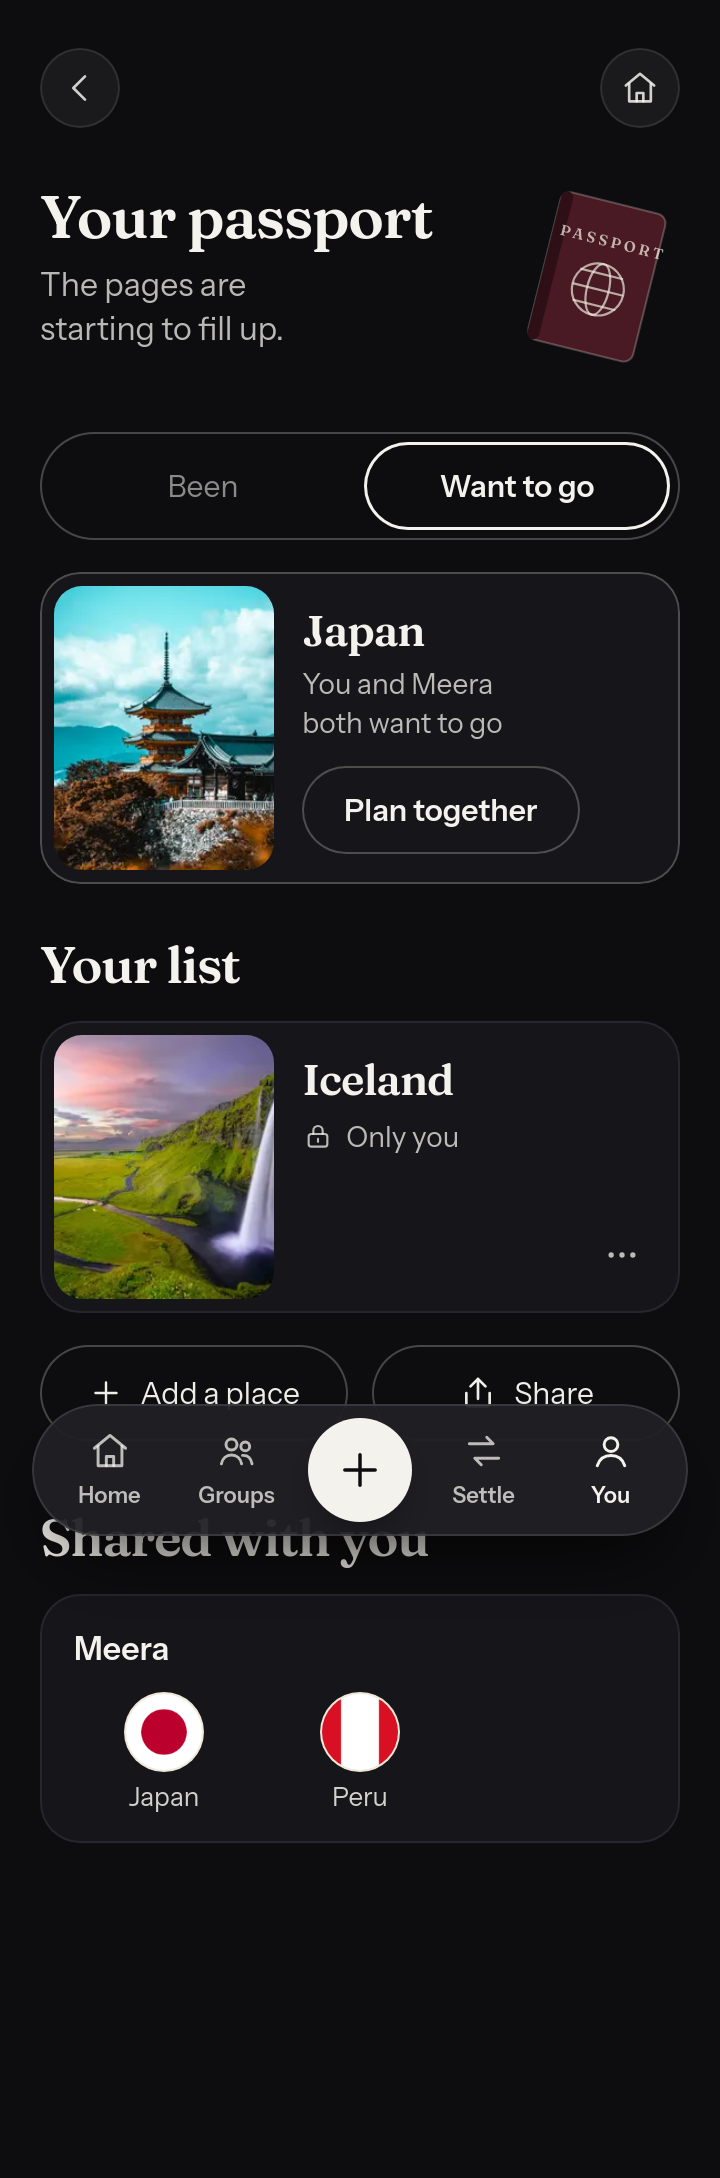 Your passport
The pages are
starting to fill up.
PASSPORT
Been
Want to go
Japan
You and Meera
both want to go
Plan together
Your list
Iceland
Only you
Add a place
Share
Home
Groups
Settle
You
Shared with you
Meera
Japan
Peru